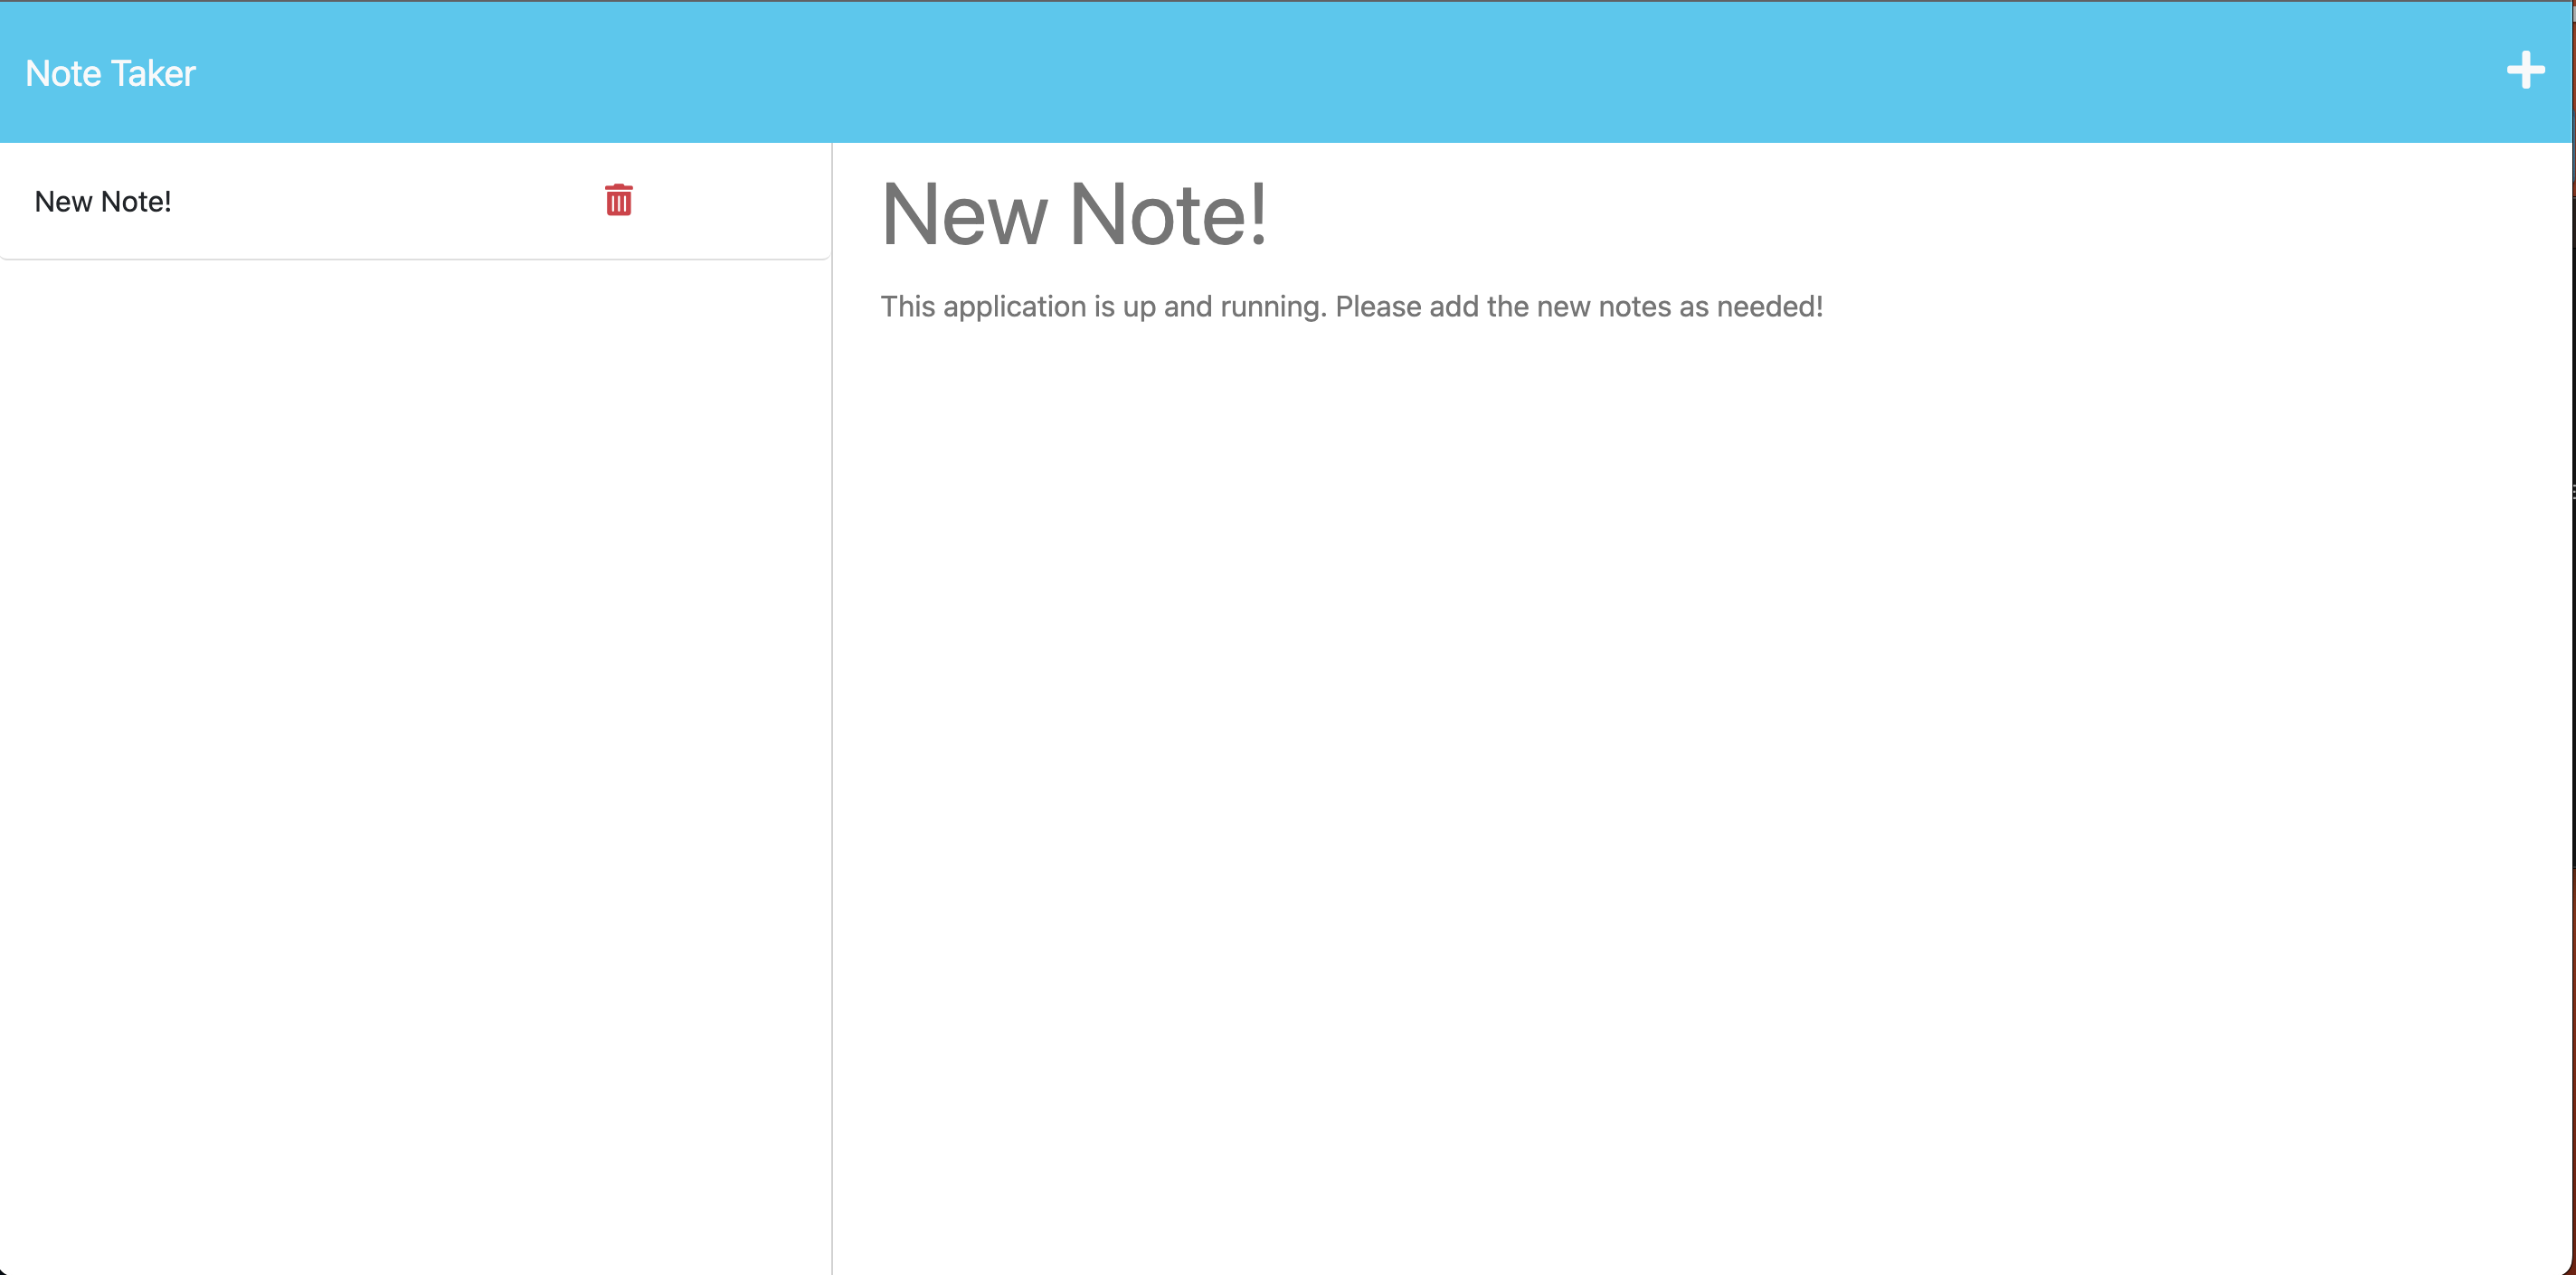 Note Taker
New Note!
New Note!
This application is up and running. Please add the new notes as needed!